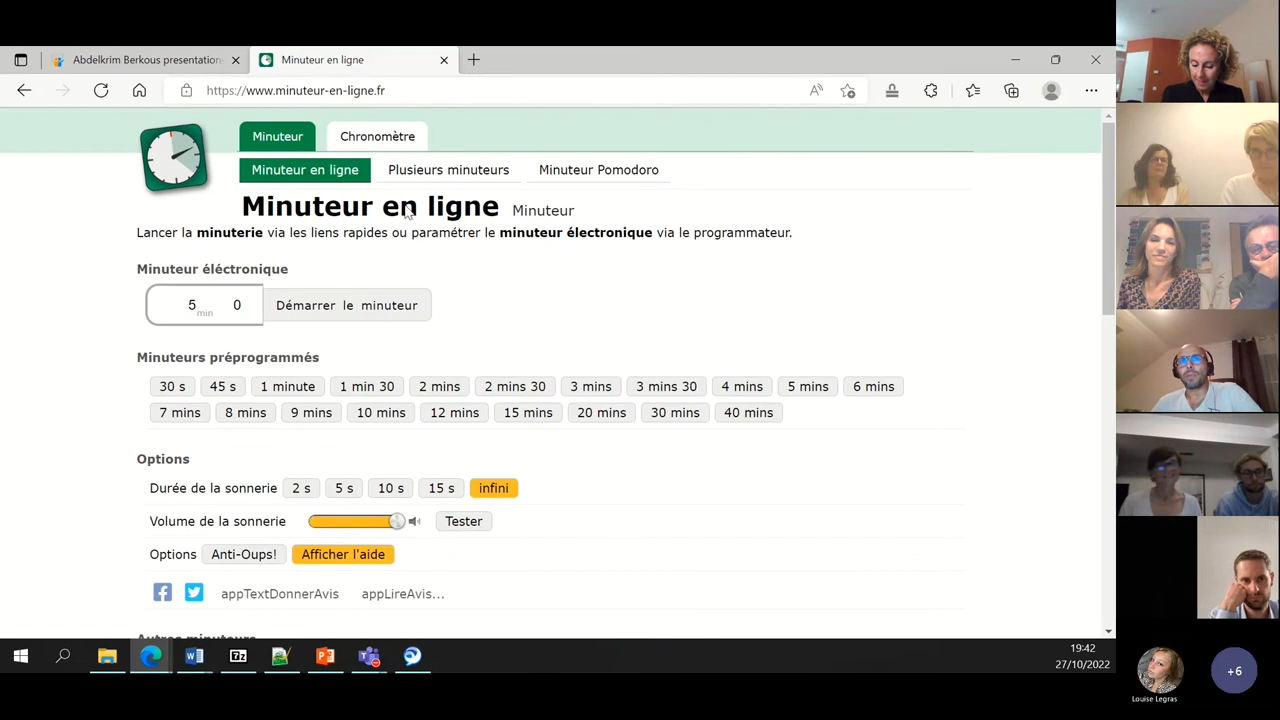 Abdelkrim Berkous presentation
Minuteur en ligne
https://www.minuteur-en-ligne.fr
Minuteur
Chronomètre
Minuteur en ligne
Plusieurs minuteurs
Minuteur Pomodoro
Minuteur en ligne Minuteur
Lancer la minuterie via les liens rapides ou paramétrer le minuteur électronique via le programmateur.
Minuteur éléctronique
5 min 0 Démarrer le minuteur
Minuteurs préprogrammés
30 s 45 s 1 minute 1 min 30 2 mins 2 mins 30 3 mins 3 mins 30 4 mins 5 mins 6 mins
7 mins 8 mins 9 mins 10 mins 12 mins 15 mins 20 mins 30 mins 40 mins
Options
Durée de la sonnerie 2 s 5 s 10 s 15 s infini
Volume de la sonnerie Tester
Options Anti-Oups! Afficher l'aide
appTextDonnerAvis appLireAvis...
Autres minuteurs
19:42
27/10/2022
Louise Legras
+6